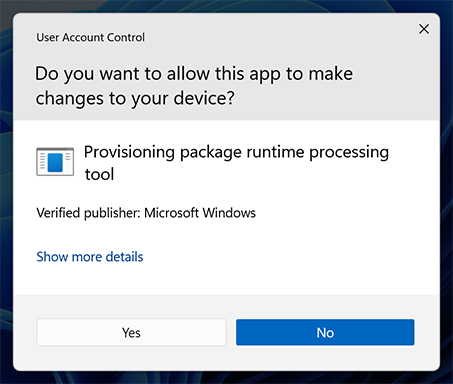 User Account Control
Do you want to allow this app to make
changes to your device?
Provisioning package runtime processing
tool
Verified publisher: Microsoft Windows
Show more details
Yes
No